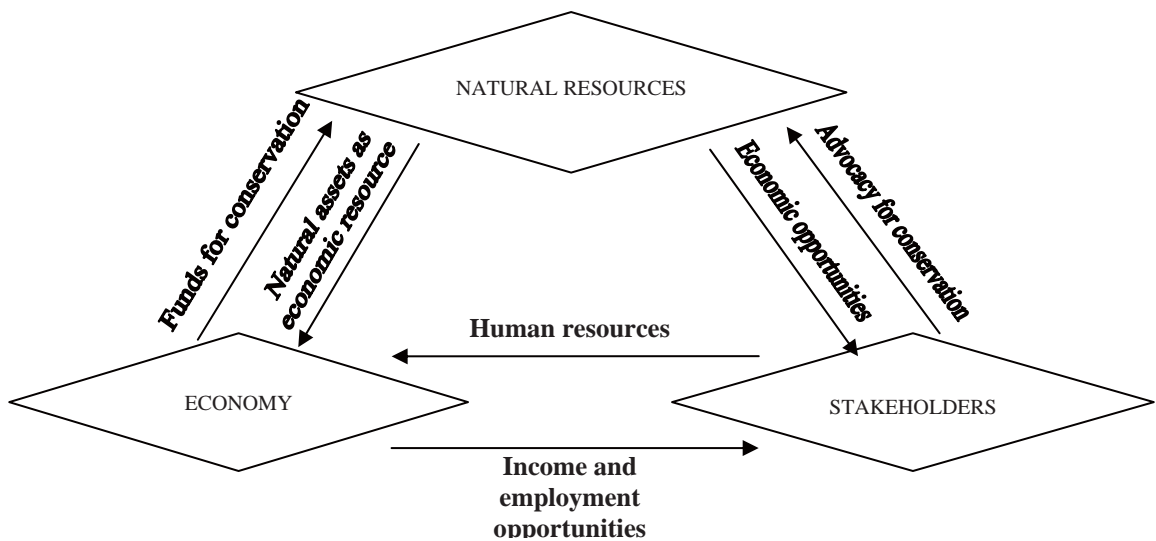 NATURAL RESOURCES
Funds for conservation
Natural assets as
economic resource
Economic opportunities
Advocacy for conservation
Human resources
ECONOMY
STAKEHOLDERS
Income and
employment
opportunities